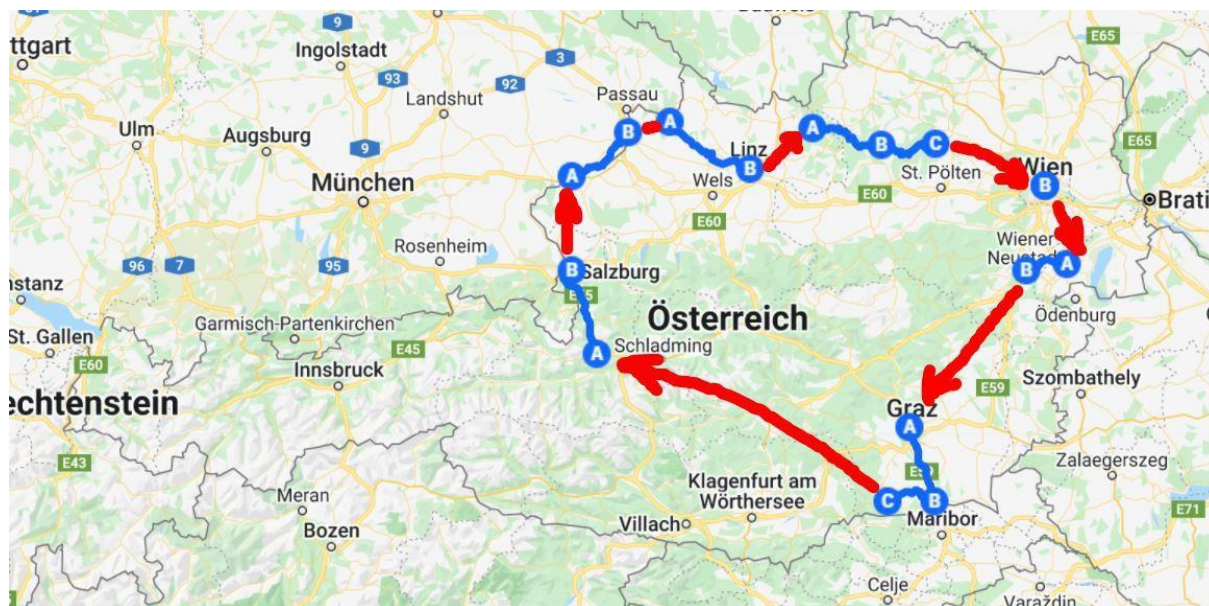 9
E65
ttgart
Ingolstadt
3
93
92
Passau
A
Landshut
B
A
C
E65
Ulm
Augsburg
Linz
B
9
A
B
Wels
St. Pölten
Wien
B
München
E60
E60
Brati
Rosenheim
Wiener
Neustadt
96
7
95
B
Salzburg
B
A
nstanz
Ödenburg
Garmisch-Partenkirchen
Österreich
St. Gallen
E45
A
Schladming
E60
Innsbruck
Szombathely
E59
echtenstein
Graz
A
E43
Zalaegerszeg
Klagenfurt am
Wörthersee
Meran
C
B
E71
Villach
Maribor
Bozen
Celje
Varaždin